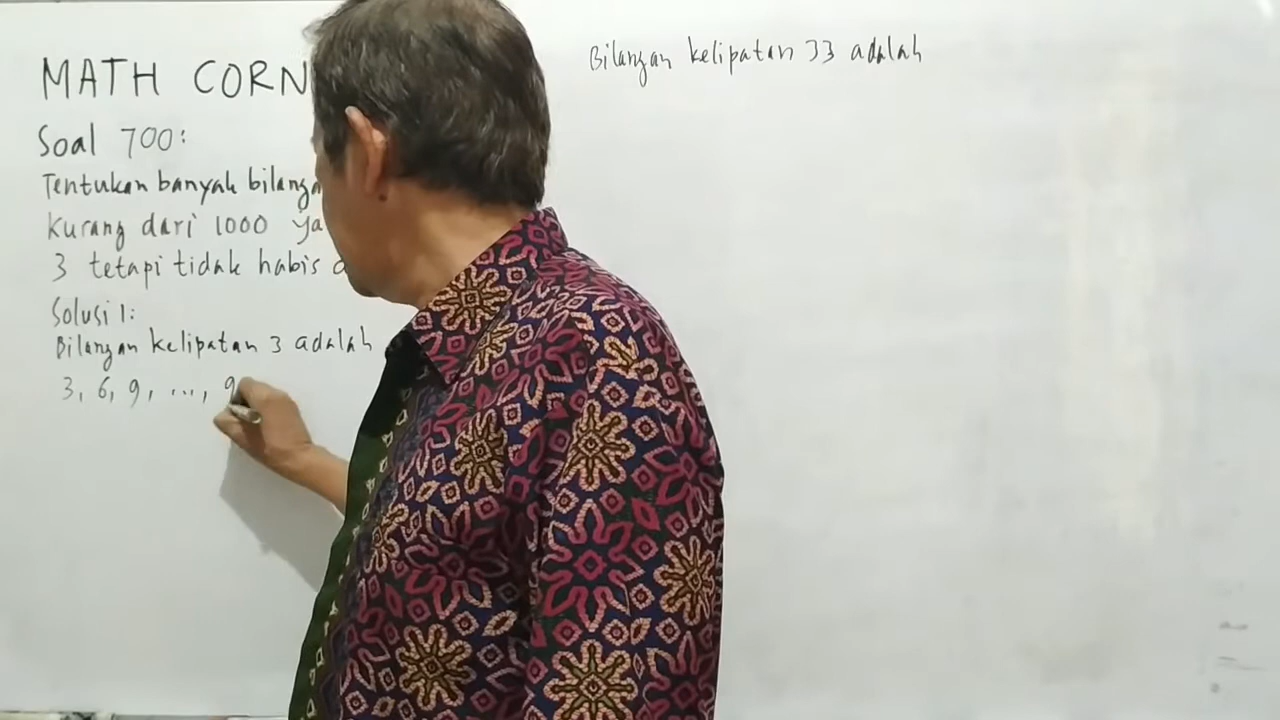 MATH CORN
Soal 700:
Tentukan banyak bilanga
kurang dari 1000 ya
3 tetapi tidak habis d
Solusi 1:
Bilangan kelipatan 3 adalah
3, 6, 9, ..., 9
Bilangan kelipatan 33 adalah